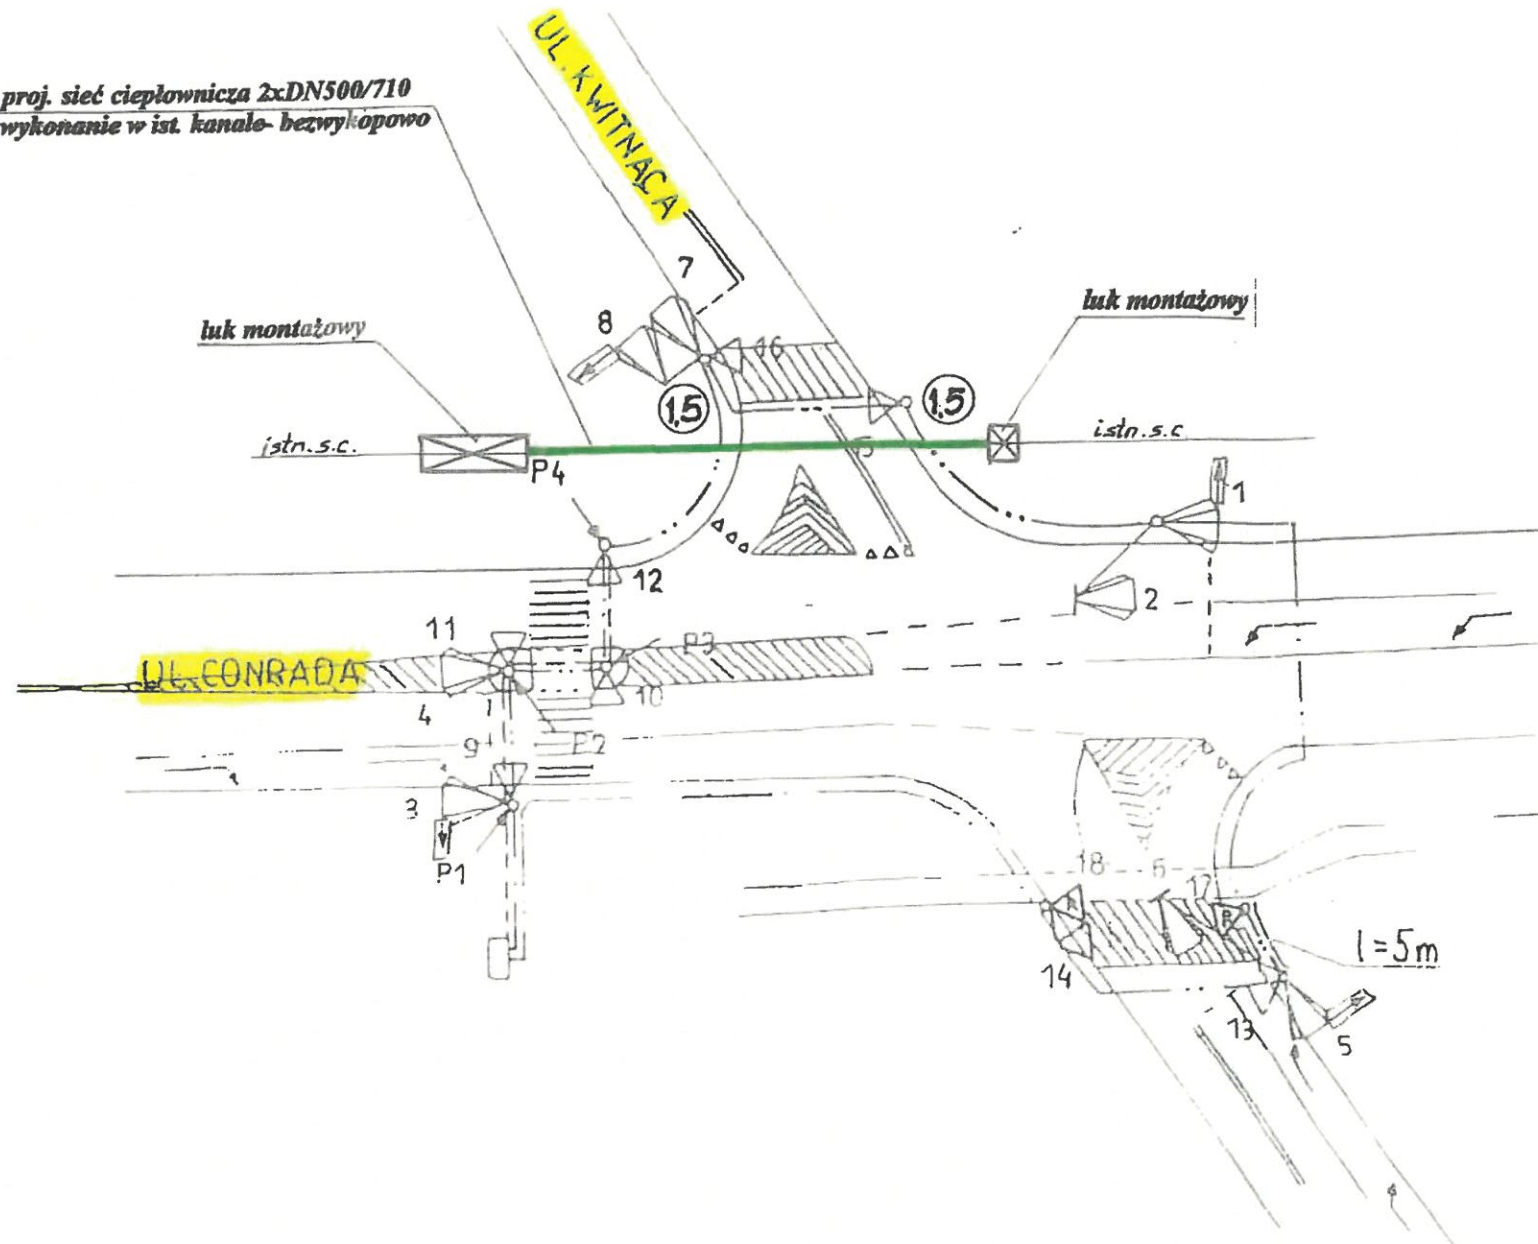 UL. KWITNĄCA
proj. sieć ciepłownicza 2xDN500/710
wykonanie w ist. kanale- bezwykopowo
7
8
luk montażowy
luk montażowy
16
1,5
1,5
istn.s.c.
istn.s.c
P4
15
1
12
2
11
P3
UL. CONRADA
4
10
9
P2
3
P1
18
6
17
R
R
14
l=5m
13
5